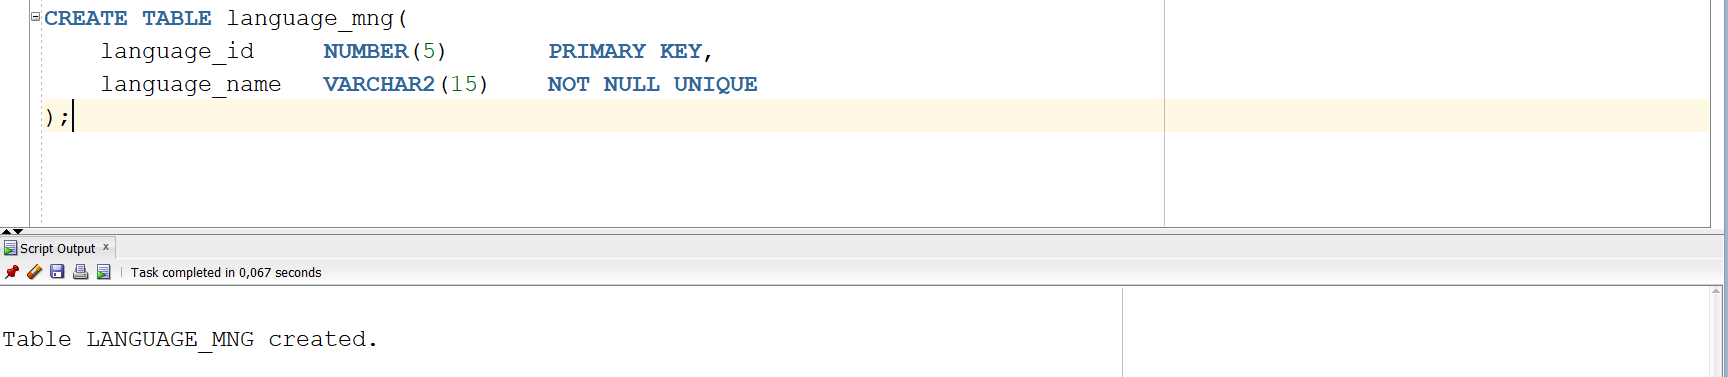 CREATE TABLE language_mng(
language_id NUMBER(5) PRIMARY KEY,
language_name VARCHAR2(15) NOT NULL UNIQUE
);
Script Output x
Task completed in 0,067 seconds
Table LANGUAGE_MNG created.